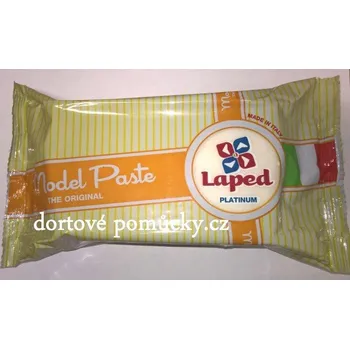 MADE IN ITALY
Model Paste
THE ORIGINAL
Laped
PLATINUM
dortové pomůcky.cz